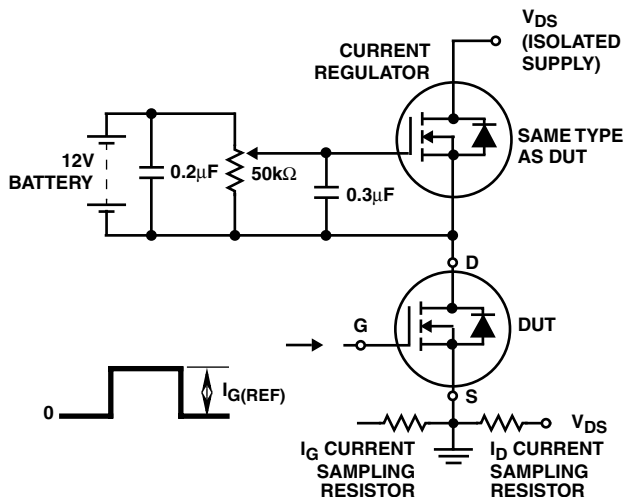 V_DS
(ISOLATED
SUPPLY)
CURRENT
REGULATOR
SAME TYPE
AS DUT
12V
BATTERY
0.2μF
50kΩ
0.3μF
D
DUT
G
I_G(REF)
0
S
V_DS
I_G CURRENT
SAMPLING
RESISTOR
I_D CURRENT
SAMPLING
RESISTOR